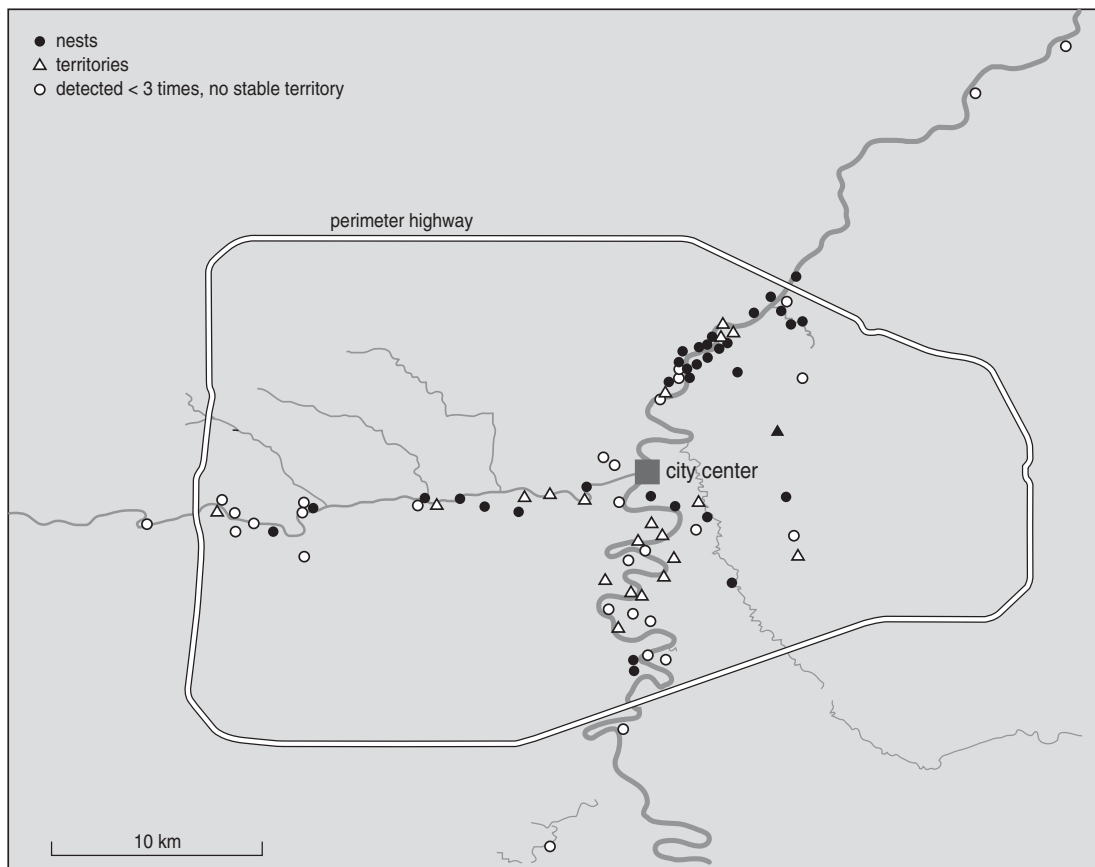 nests
territories
detected < 3 times, no stable territory
perimeter highway
city center
10 km